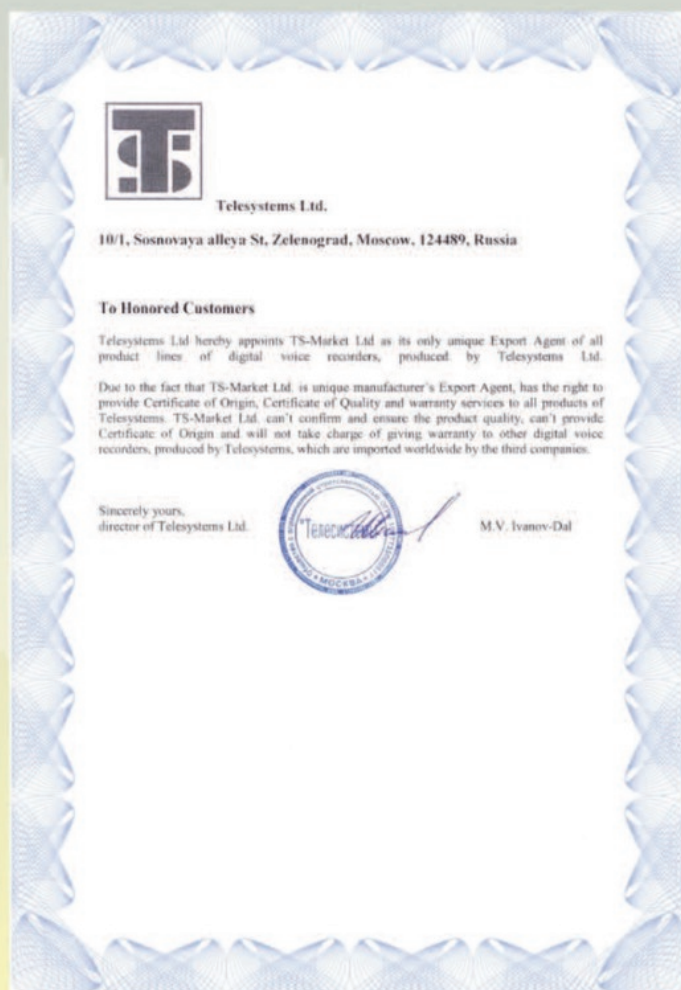 TS
Telesystems Ltd.
10/1, Sosnovaya alleya St, Zelenograd, Moscow, 124489, Russia
To Honored Customers
Telesystems Ltd hereby appoints TS-Market Ltd as its only unique Export Agent of all
product lines of digital voice recorders, produced by Telesystems Ltd.
Due to the fact that TS-Market Ltd. is unique manufacturer's Export Agent, has the right to
provide Certificate of Origin, Certificate of Quality and warranty services to all products of
Telesystems. TS-Market Ltd. can't confirm and ensure the product quality, can't provide
Certificate of Origin and will not take charge of giving warranty to other digital voice
recorders, produced by Telesystems, which are imported worldwide by the third companies.
Sincerely yours,
director of Telesystems Ltd.
МОСКВА
M.V. Ivanov-Dal